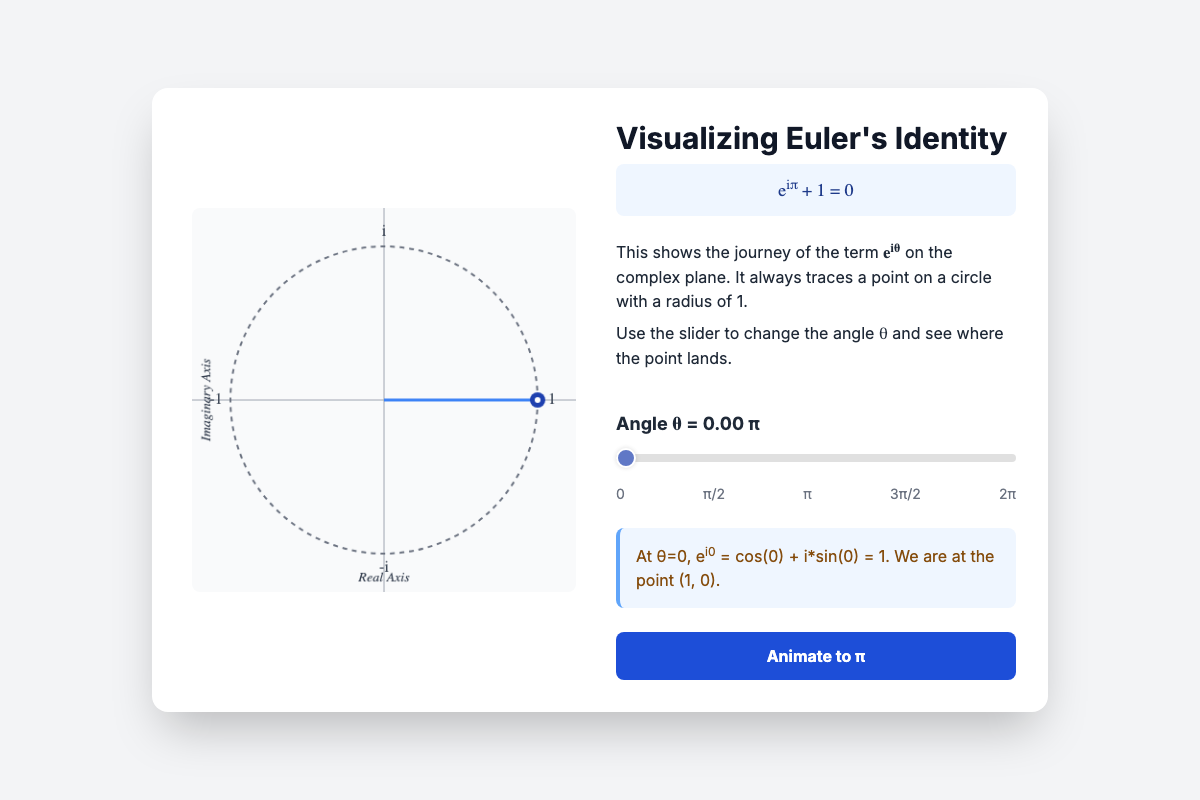 Visualizing Euler's Identity
e^iπ + 1 = 0
This shows the journey of the term e^iθ on the
complex plane. It always traces a point on a circle
with a radius of 1.
Use the slider to change the angle θ and see where
the point lands.
Angle θ = 0.00 π
0 π/2 π 3π/2 2π
At θ=0, e^i0 = cos(0) + i*sin(0) = 1. We are at the
point (1, 0).
Animate to π
i
Imaginary Axis
-1
1
-i
Real Axis